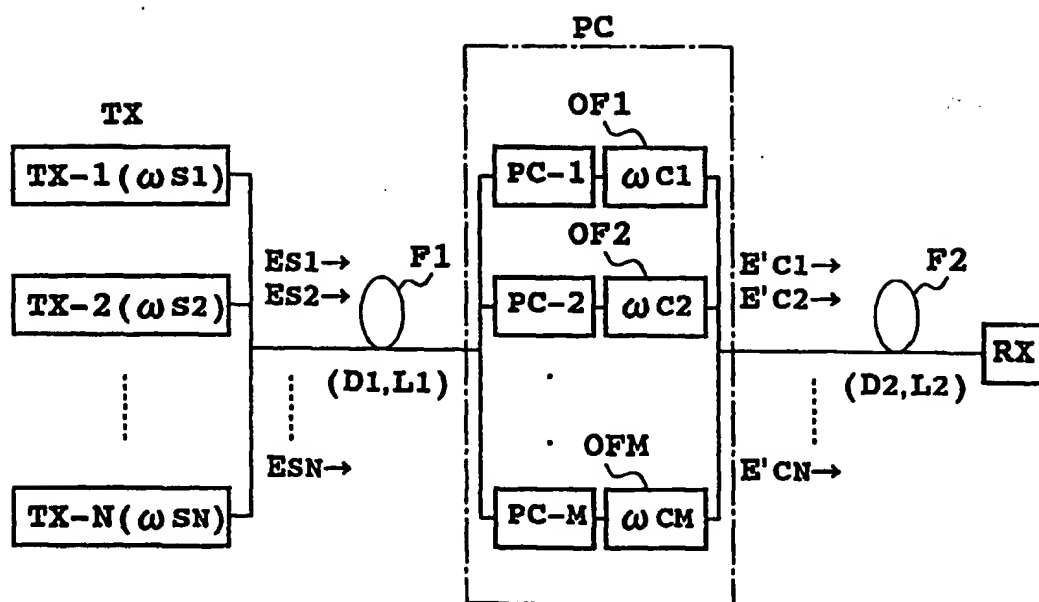 PC
TX
OF1
TX-1(ωS1)
PC-1
ωC1
OF2
ES1→
F1
E'C1→
F2
ES2→
E'C2→
TX-2(ωS2)
PC-2
ωC2
RX
(D1,L1)
(D2,L2)
OFM
ESN→
E'CN→
TX-N(ωSN)
PC-M
ωCM